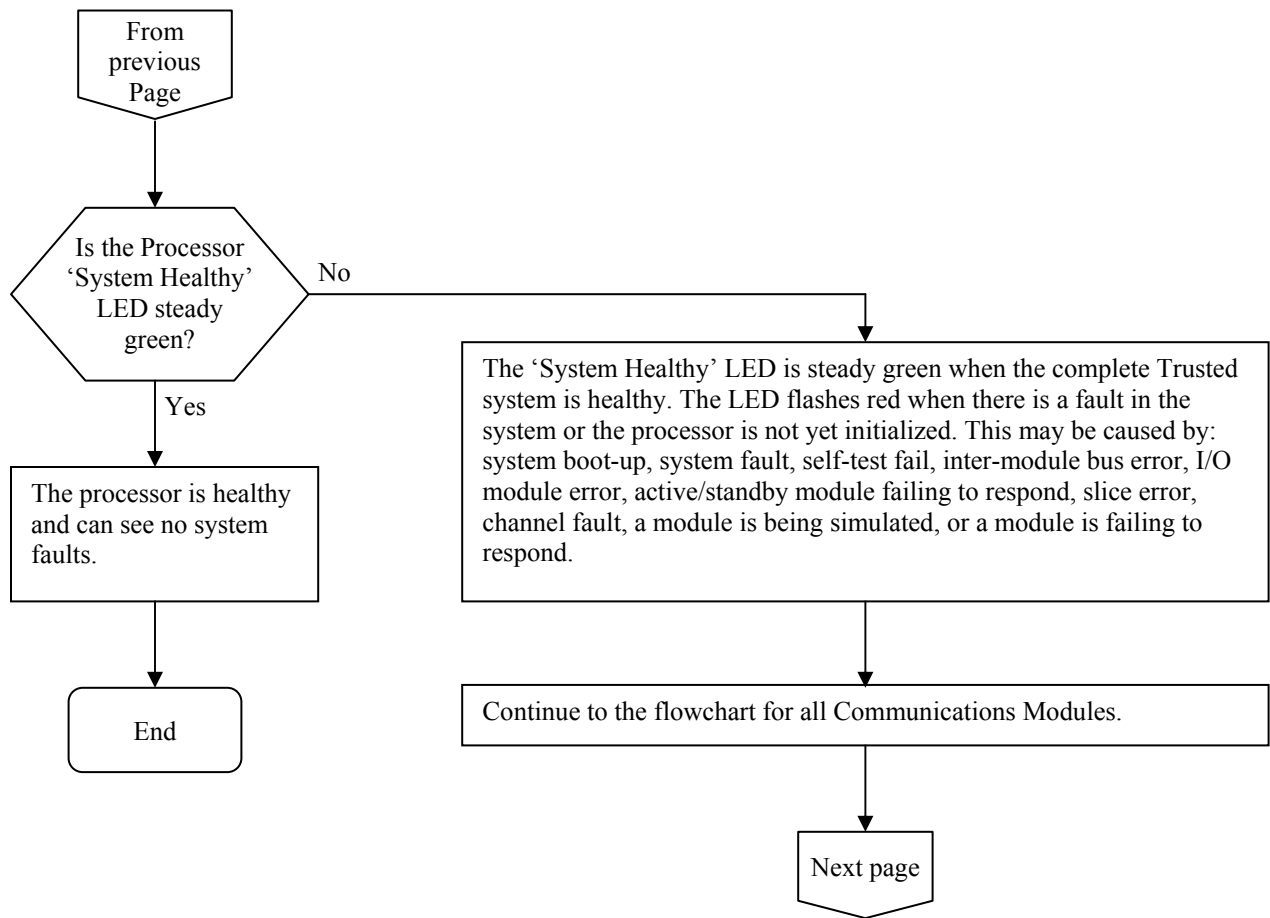 From
previous
Page
Is the Processor
‘System Healthy’
LED steady
green?
No
Yes
The processor is healthy
and can see no system
faults.
End
The ‘System Healthy’ LED is steady green when the complete Trusted
system is healthy. The LED flashes red when there is a fault in the
system or the processor is not yet initialized. This may be caused by:
system boot-up, system fault, self-test fail, inter-module bus error, I/O
module error, active/standby module failing to respond, slice error,
channel fault, a module is being simulated, or a module is failing to
respond.
Continue to the flowchart for all Communications Modules.
Next page